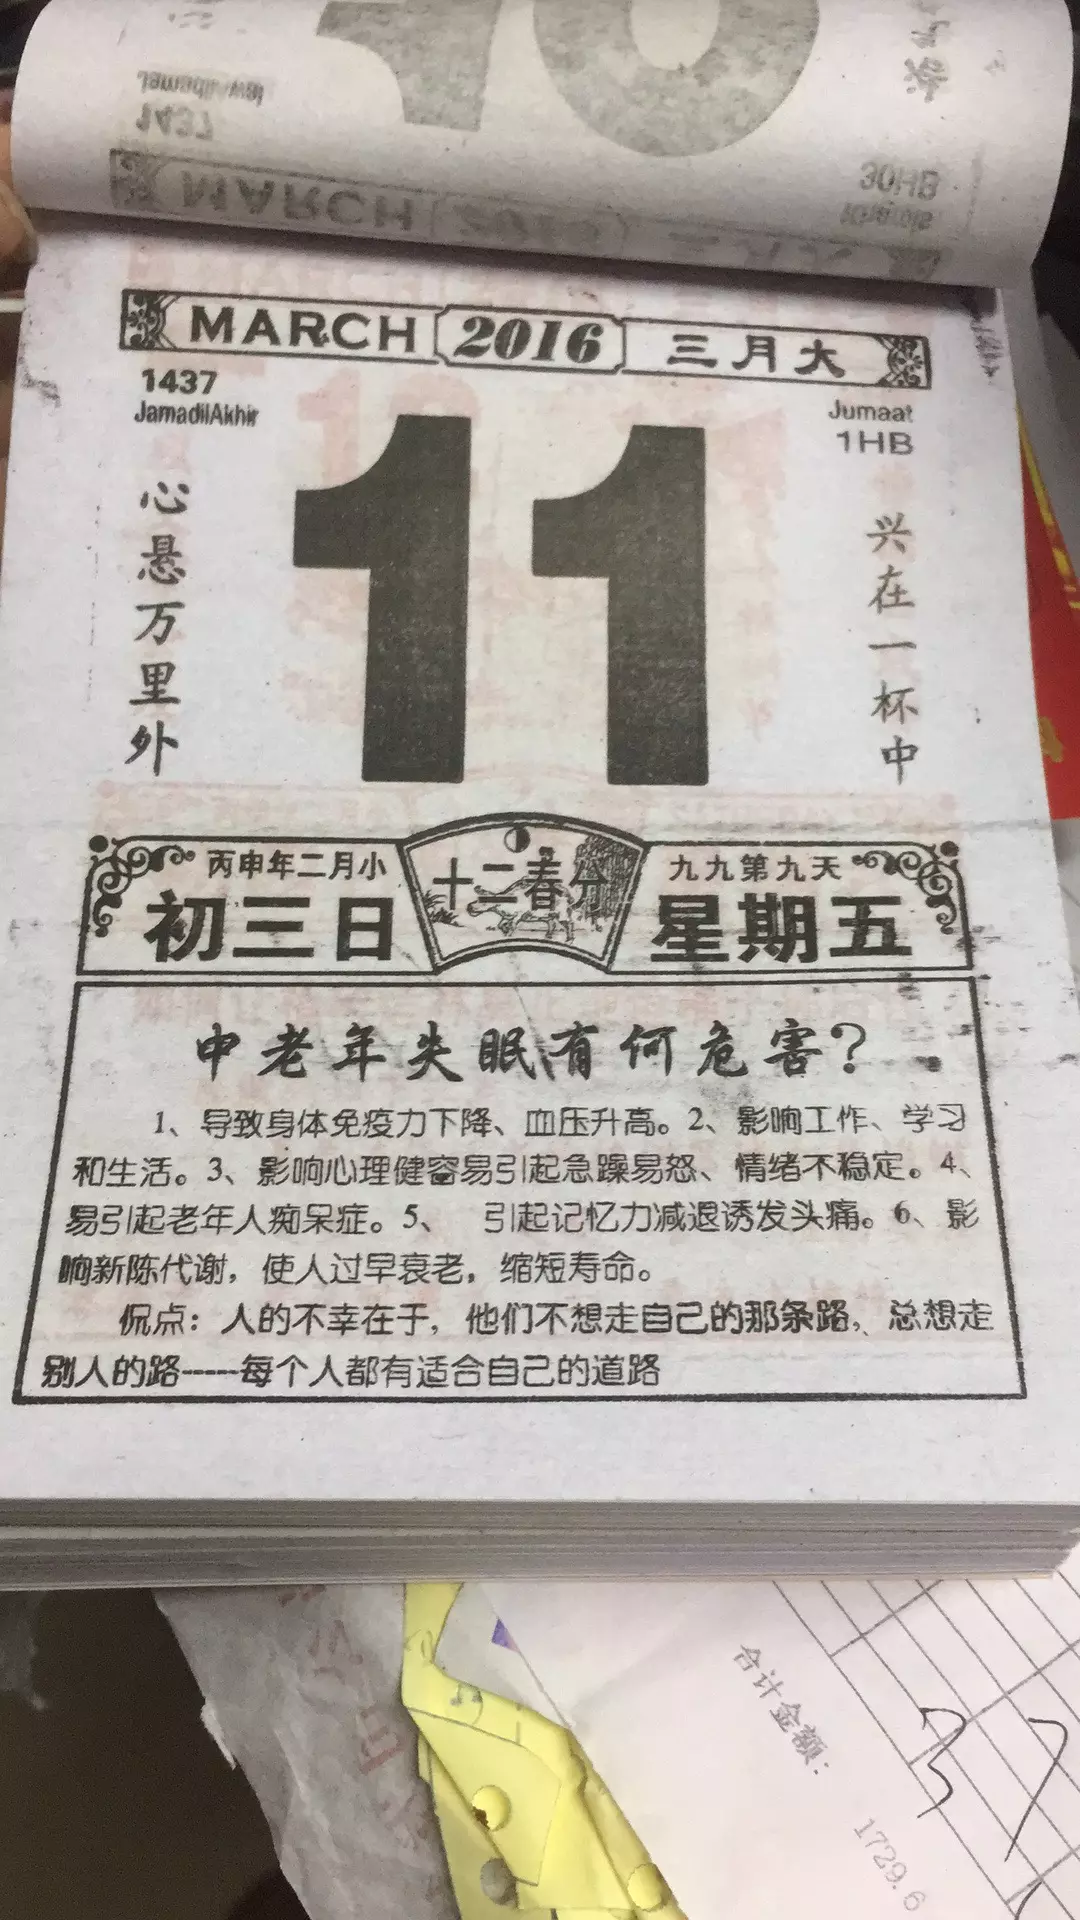 1437
30HB
MARCH 2016 三月大
1437
JamadilAkhir
Jumaat
1HB
11
心悬万里外
兴在一杯中
丙申年二月小
初三日
十二春分
九九第九天
星期五
中老年失眠有何危害?
1、导致身体免疫力下降、血压升高。2、影响工作、学习
和生活。3、影响心理健容易引起急躁易怒、情绪不稳定。4、
易引起老年人痴呆症。5、 引起记忆力减退诱发头痛。6、影
响新陈代谢，使人过早衰老，缩短寿命。
侃点：人的不幸在于，他们不想走自己的那条路，总想走
别人的路-----每个人都有适合自己的道路
合计金额：
1729.6